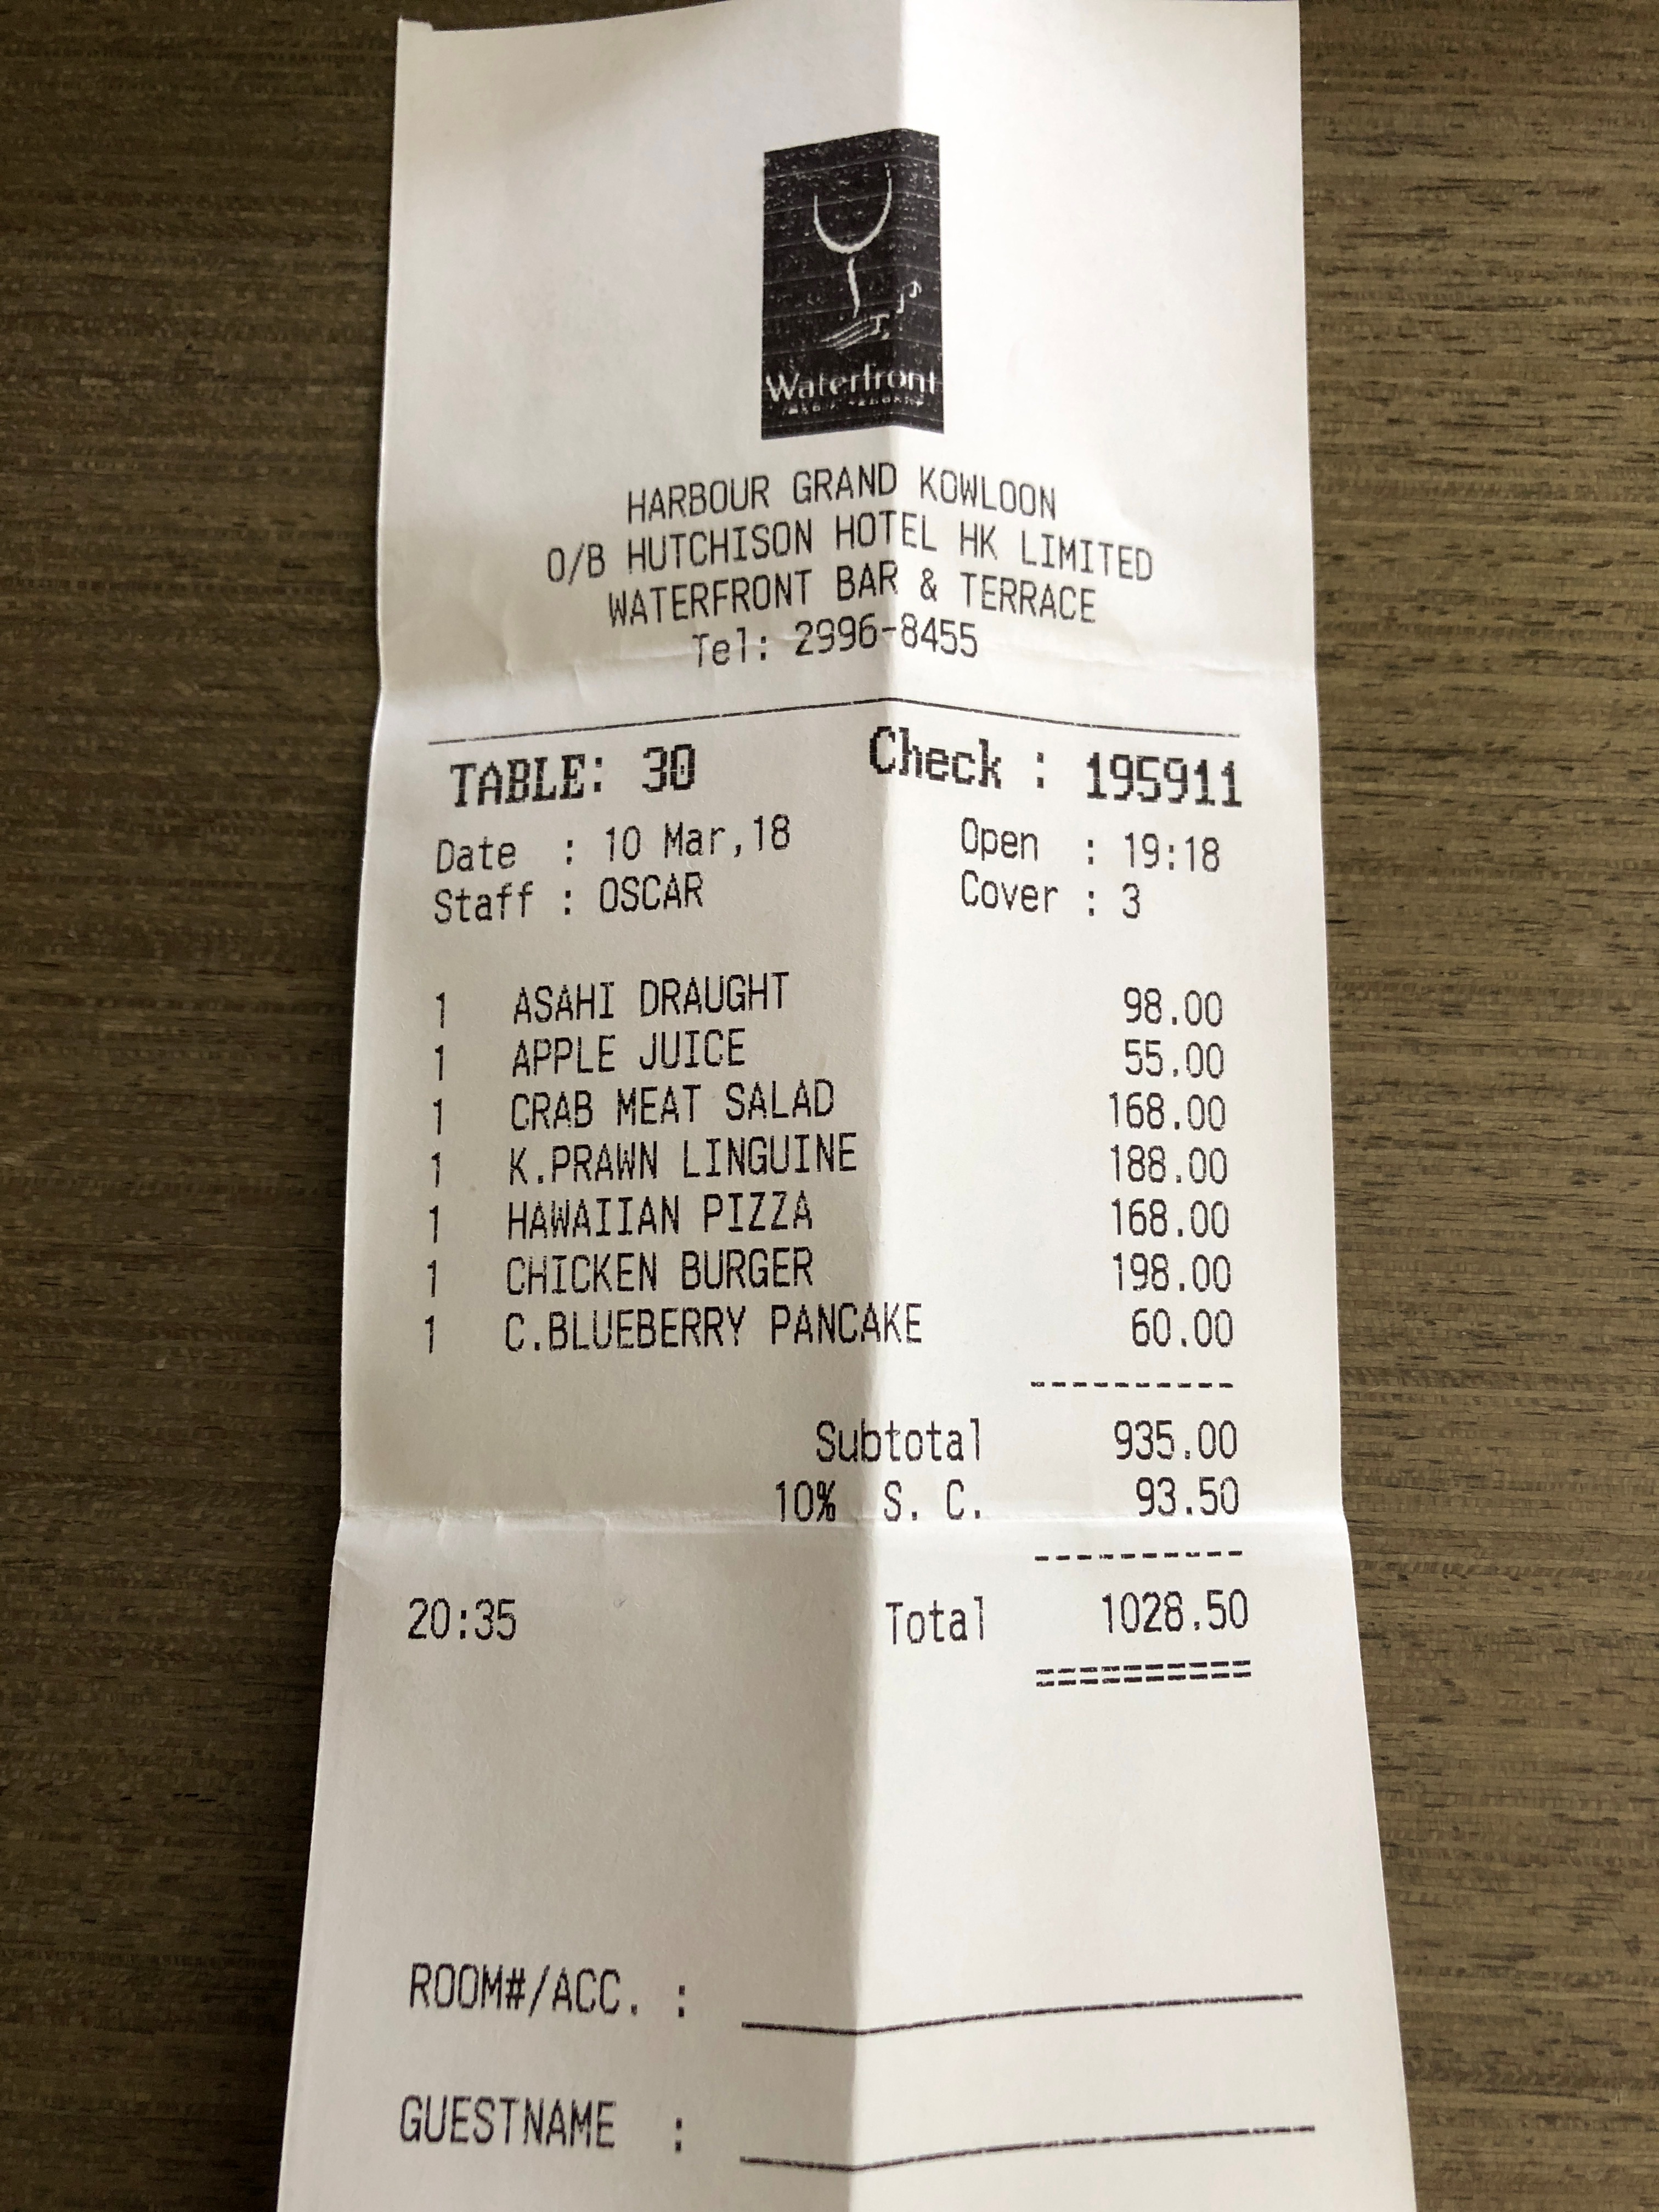 Waterfront
HARBOUR GRAND KOWLOON
O/B HUTCHISON HOTEL HK LIMITED
WATERFRONT BAR & TERRACE
Tel: 2996-8455
TABLE: 30 Check : 195911
Date : 10 Mar,18 Open : 19:18
Staff : OSCAR Cover : 3
1 ASAHI DRAUGHT 98.00
1 APPLE JUICE 55.00
1 CRAB MEAT SALAD 168.00
1 K.PRAWN LINGUINE 188.00
1 HAWAIIAN PIZZA 168.00
1 CHICKEN BURGER 198.00
1 C.BLUEBERRY PANCAKE 60.00
----------
Subtotal 935.00
10% S. C. 93.50
----------
20:35 Total 1028.50
==========
ROOM#/ACC. :
GUESTNAME :